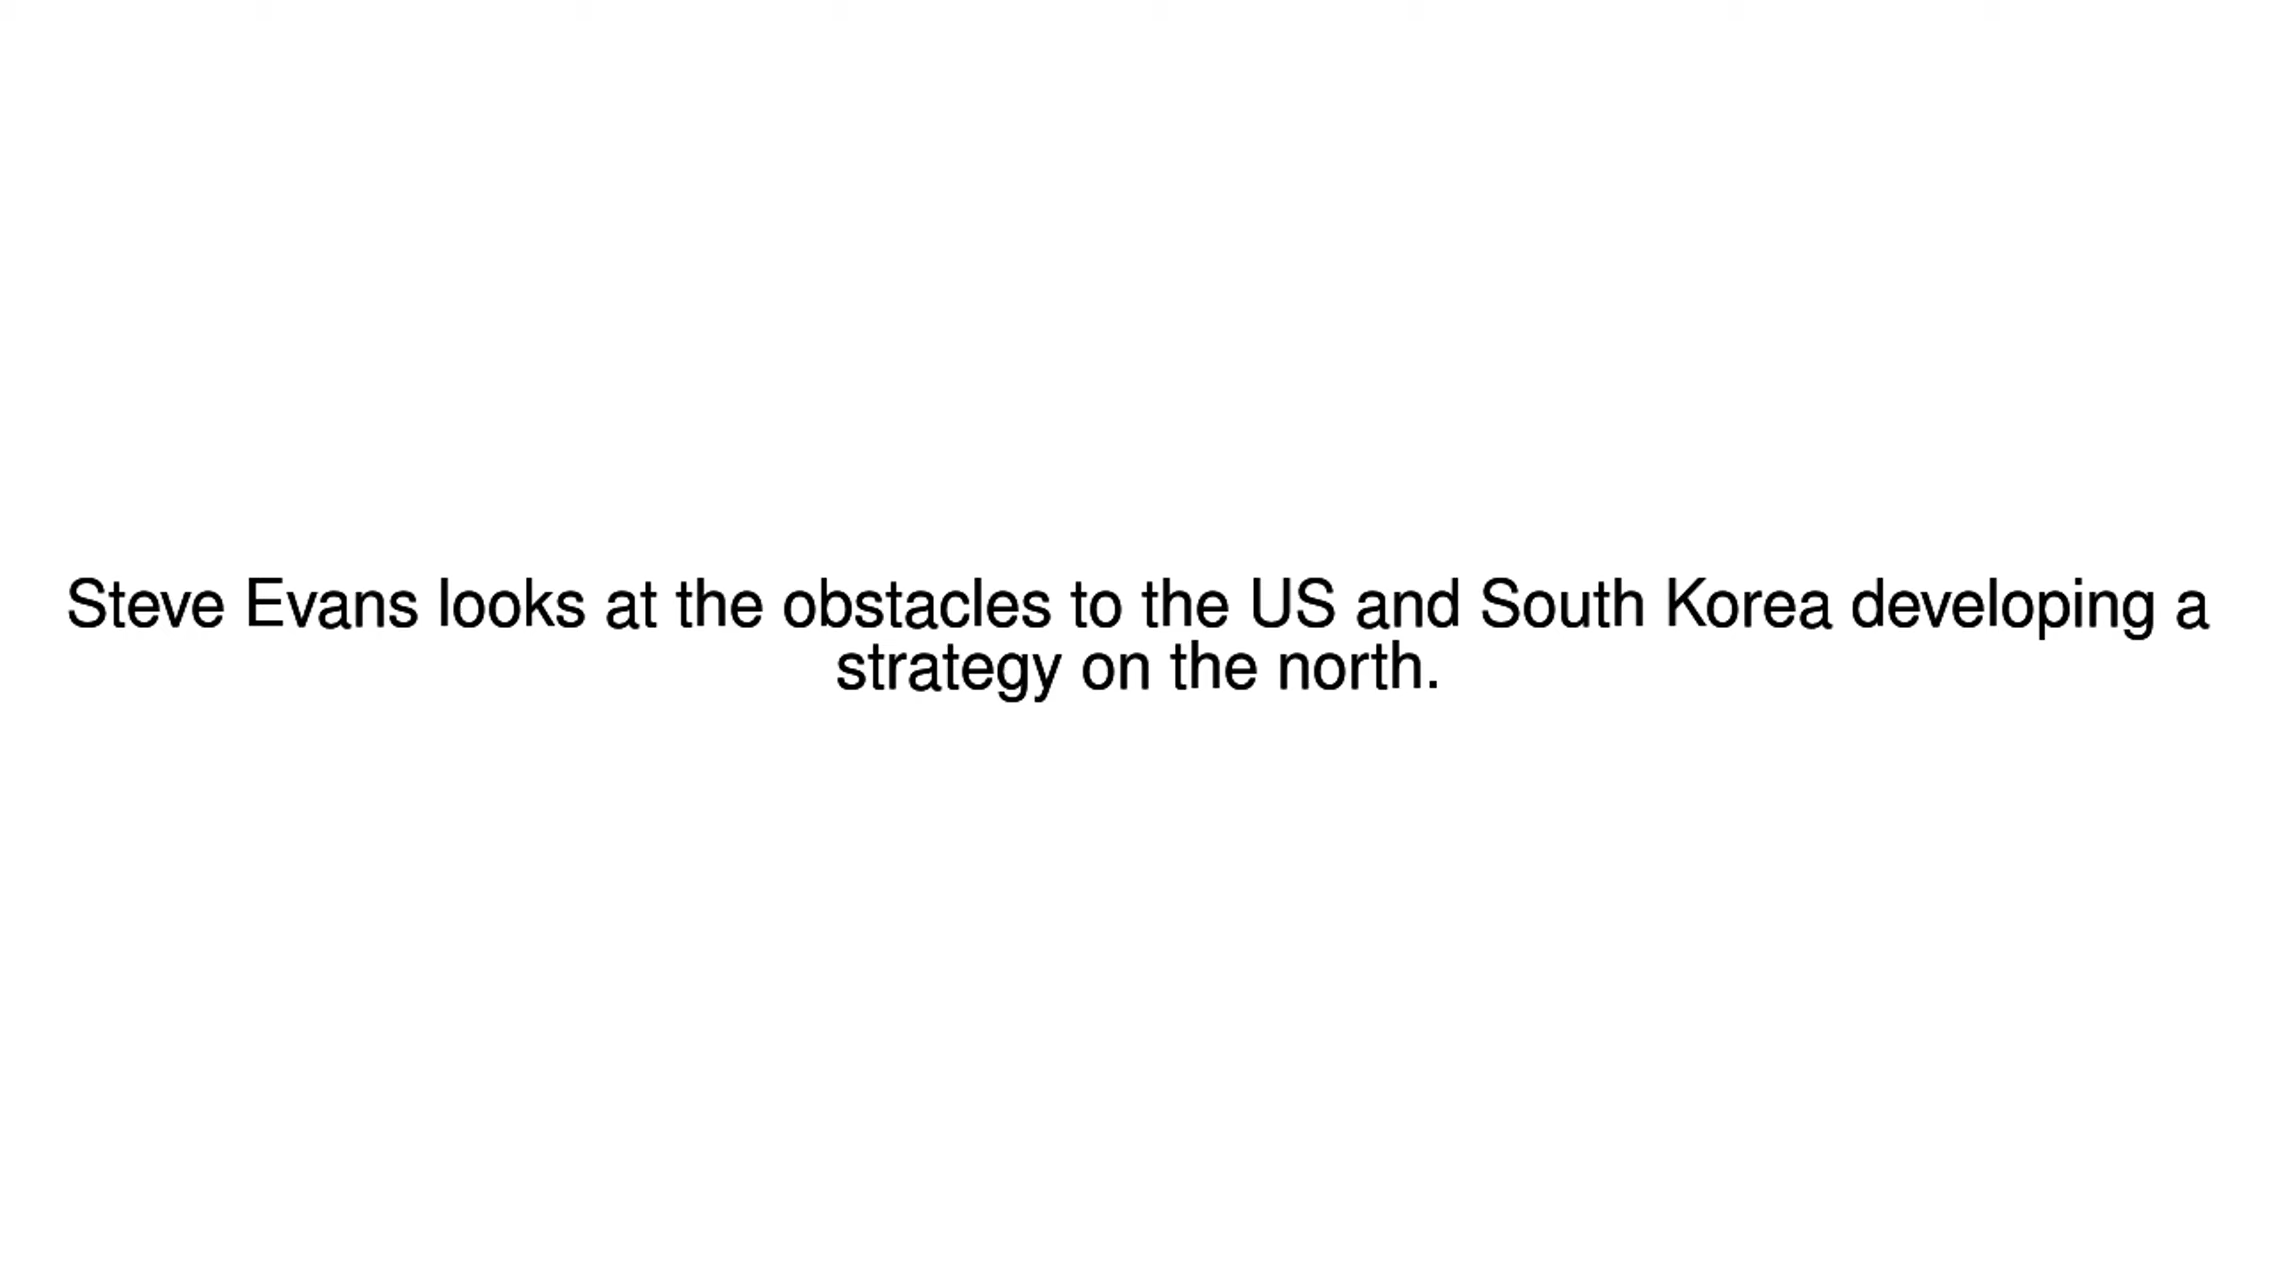 Steve Evans looks at the obstacles to the US and South Korea developing a
strategy on the north.